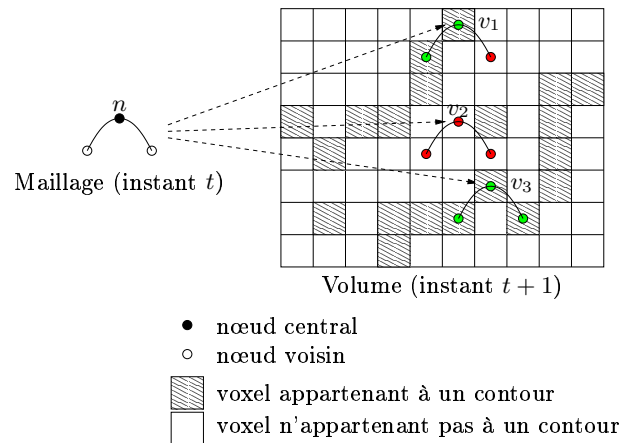 v₁
n
v₂
v₃
Maillage (instant t)
Volume (instant t + 1)
nœud central
nœud voisin
voxel appartenant à un contour
voxel n'appartenant pas à un contour